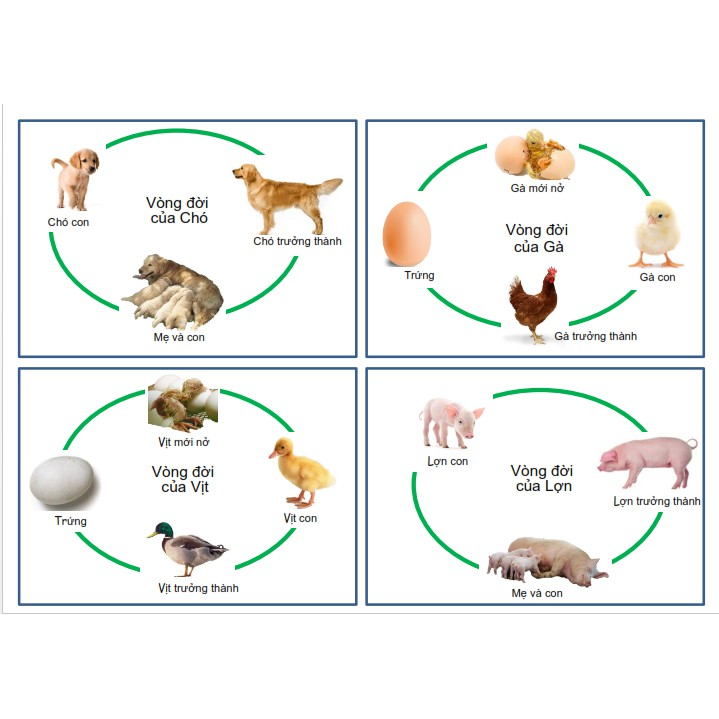 Vòng đời
của Chó
Chó con
Chó trưởng thành
Mẹ và con
Gà mới nở
Vòng đời
của Gà
Trứng
Gà con
Gà trưởng thành
Vịt mới nở
Vòng đời
của Vịt
Trứng
Vịt con
Vịt trưởng thành
Lợn con
Vòng đời
của Lợn
Lợn trưởng thành
Mẹ và con